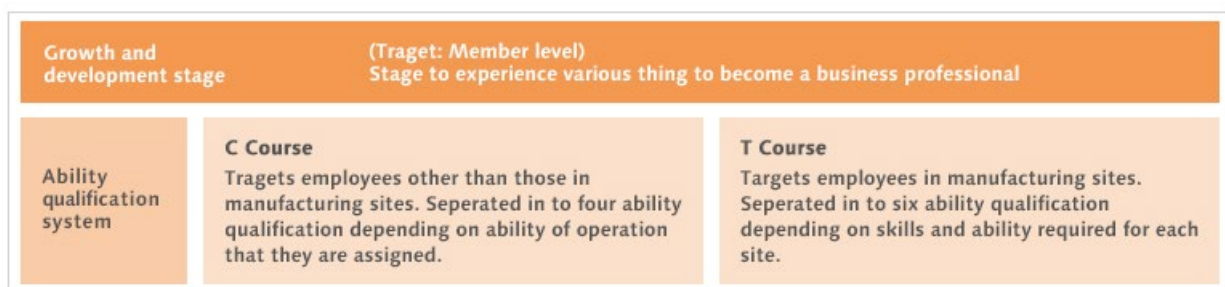 Growth and
development stage
(Traget: Member level)
Stage to experience various thing to become a business professional
Ability
qualification
system
C Course
Tragets employees other than those in
manufacturing sites. Seperated in to four ability
qualification depending on ability of operation
that they are assigned.
T Course
Targets employees in manufacturing sites.
Seperated in to six ability qualification
depending on skills and ability required for each
site.